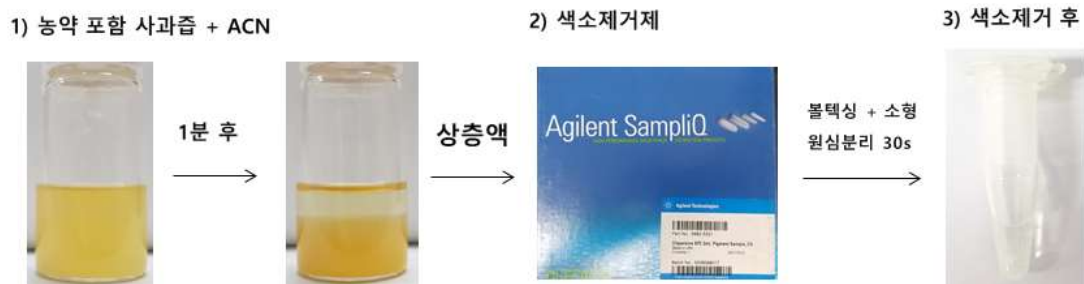 1) 농약 포함 사과즙 + ACN
2) 색소제거제
3) 색소제거 후
1분 후
상층액
볼텍싱 + 소형
원심분리 30s
Agilent SampliQ
Agilent Technologies